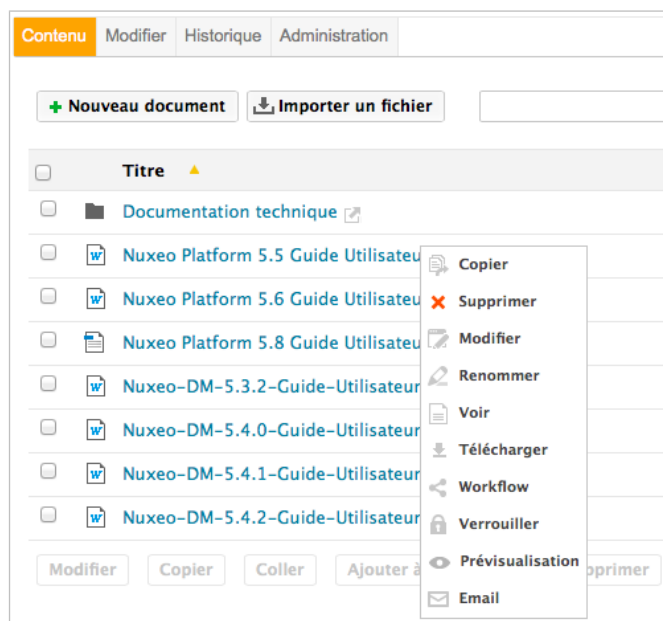 Contenu Modifier Historique Administration
Nouveau document Importer un fichier
Titre
Documentation technique
Nuxeo Platform 5.5 Guide Utilisateu
Nuxeo Platform 5.6 Guide Utilisateu
Nuxeo Platform 5.8 Guide Utilisateu
Nuxeo-DM-5.3.2-Guide-Utilisateur
Nuxeo-DM-5.4.0-Guide-Utilisateur
Nuxeo-DM-5.4.1-Guide-Utilisateur
Nuxeo-DM-5.4.2-Guide-Utilisateur
Copier
Supprimer
Modifier
Renommer
Voir
Télécharger
Workflow
Verrouiller
Prévisualisation
Email
Modifier Copier Coller Ajouter à pprimer